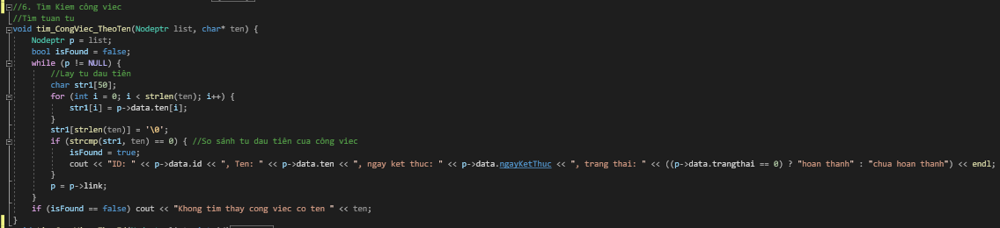 //6. Tìm Kiem công viec
//Tìm tuan tu
void tim_CongViec_TheoTen(Nodeptr list, char* ten) {
    Nodeptr p = list;
    bool isFound = false;
    while (p != NULL) {
        //Lay tu dau tiên
        char str1[50];
        for (int i = 0; i < strlen(ten); i++) {
            str1[i] = p->data.ten[i];
        }
        str1[strlen(ten)] = '\0';
        if (strcmp(str1, ten) == 0) { //So sánh tu dau tiên cua công viec
            isFound = true;
            cout << "ID: " << p->data.id << ", Ten: " << p->data.ten << ", ngay ket thuc: " << p->data.ngayKetThuc << ", trang thai: " << ((p->data.trangthai == 0) ? "hoan thanh" : "chua hoan thanh") << endl;
        }
        p = p->link;
    }
    if (isFound == false) cout << "Khong tim thay cong viec co ten " << ten;
}